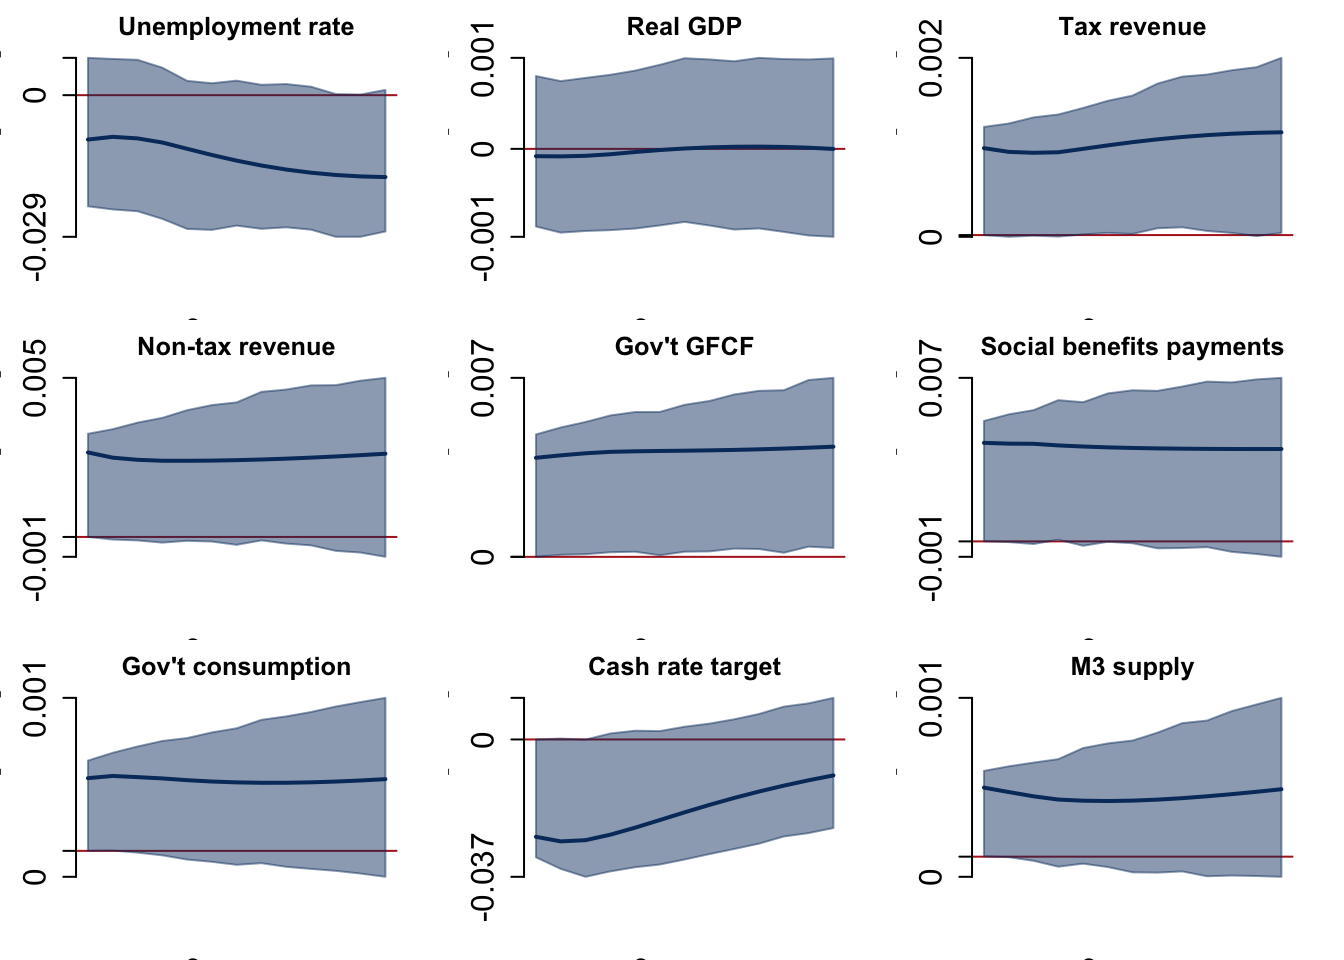 Unemployment rate
0
-0.029
Real GDP
0.001
0
-0.001
Tax revenue
0.002
0
Non-tax revenue
0.005
-0.001
Gov't GFCF
0.007
0
Social benefits payments
0.007
-0.001
Gov't consumption
0.001
0
Cash rate target
0
-0.037
M3 supply
0.001
0